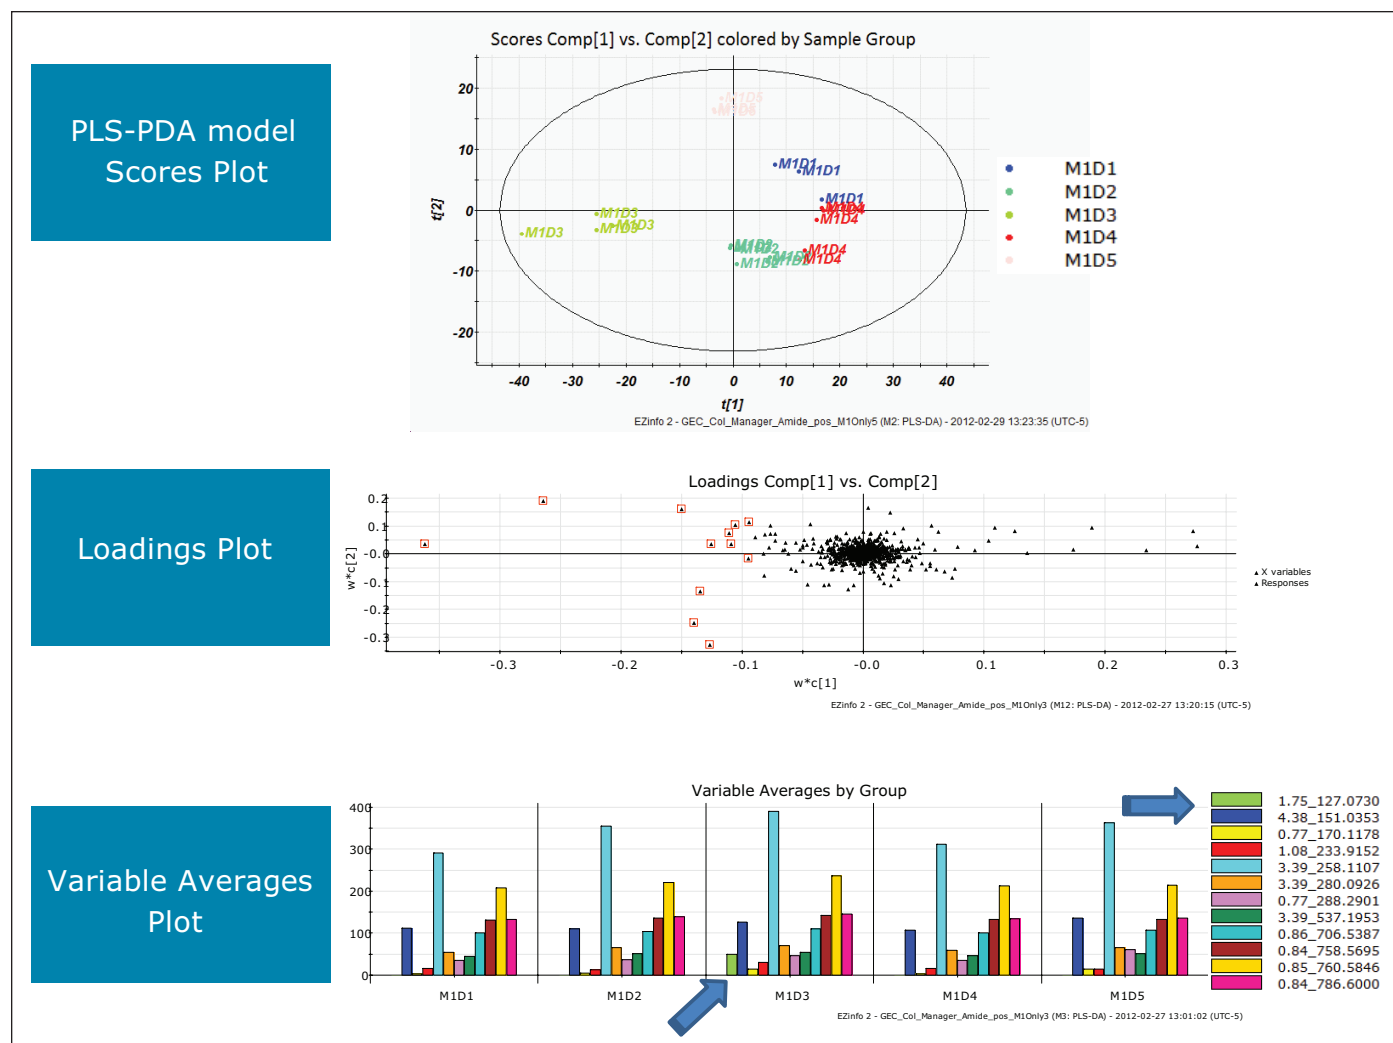 PLS-PDA model
Scores Plot
Scores Comp[1] vs. Comp[2] colored by Sample Group
t[2]
20
10
0
-10
-20
M1D5
M1D1
M1D1
M1D1
M1D4
M1D4
M1D4
M1D4
M1D3
M1D3
M1D3
M1D3
M1D2
-40 -30 -20 -10 0 10 20 30 40
t[1]
M1D1
M1D2
M1D3
M1D4
M1D5
EZinfo 2 - GEC_Col_Manager_Amide_pos_M1Only5 (M2: PLS-DA) - 2012-02-29 13:23:35 (UTC-5)
Loadings Plot
Loadings Comp[1] vs. Comp[2]
w*c[2]
0.2
0.1
-0.0
-0.1
-0.2
-0.3
-0.3 -0.2 -0.1 -0.0 0.1 0.2 0.3
w*c[1]
X variables
Responses
EZinfo 2 - GEC_Col_Manager_Amide_pos_M1Only3 (M12: PLS-DA) - 2012-02-27 13:20:15 (UTC-5)
Variable Averages
Plot
Variable Averages by Group
400
300
200
100
0
M1D1 M1D2 M1D3 M1D4 M1D5
1.75_127.0730
4.38_151.0353
0.77_170.1178
1.08_233.9152
3.39_258.1107
3.39_280.0926
0.77_288.2901
3.39_537.1953
0.86_706.5387
0.84_758.5695
0.85_760.5846
0.84_786.6000
EZinfo 2 - GEC_Col_Manager_Amide_pos_M1Only3 (M3: PLS-DA) - 2012-02-27 13:01:02 (UTC-5)